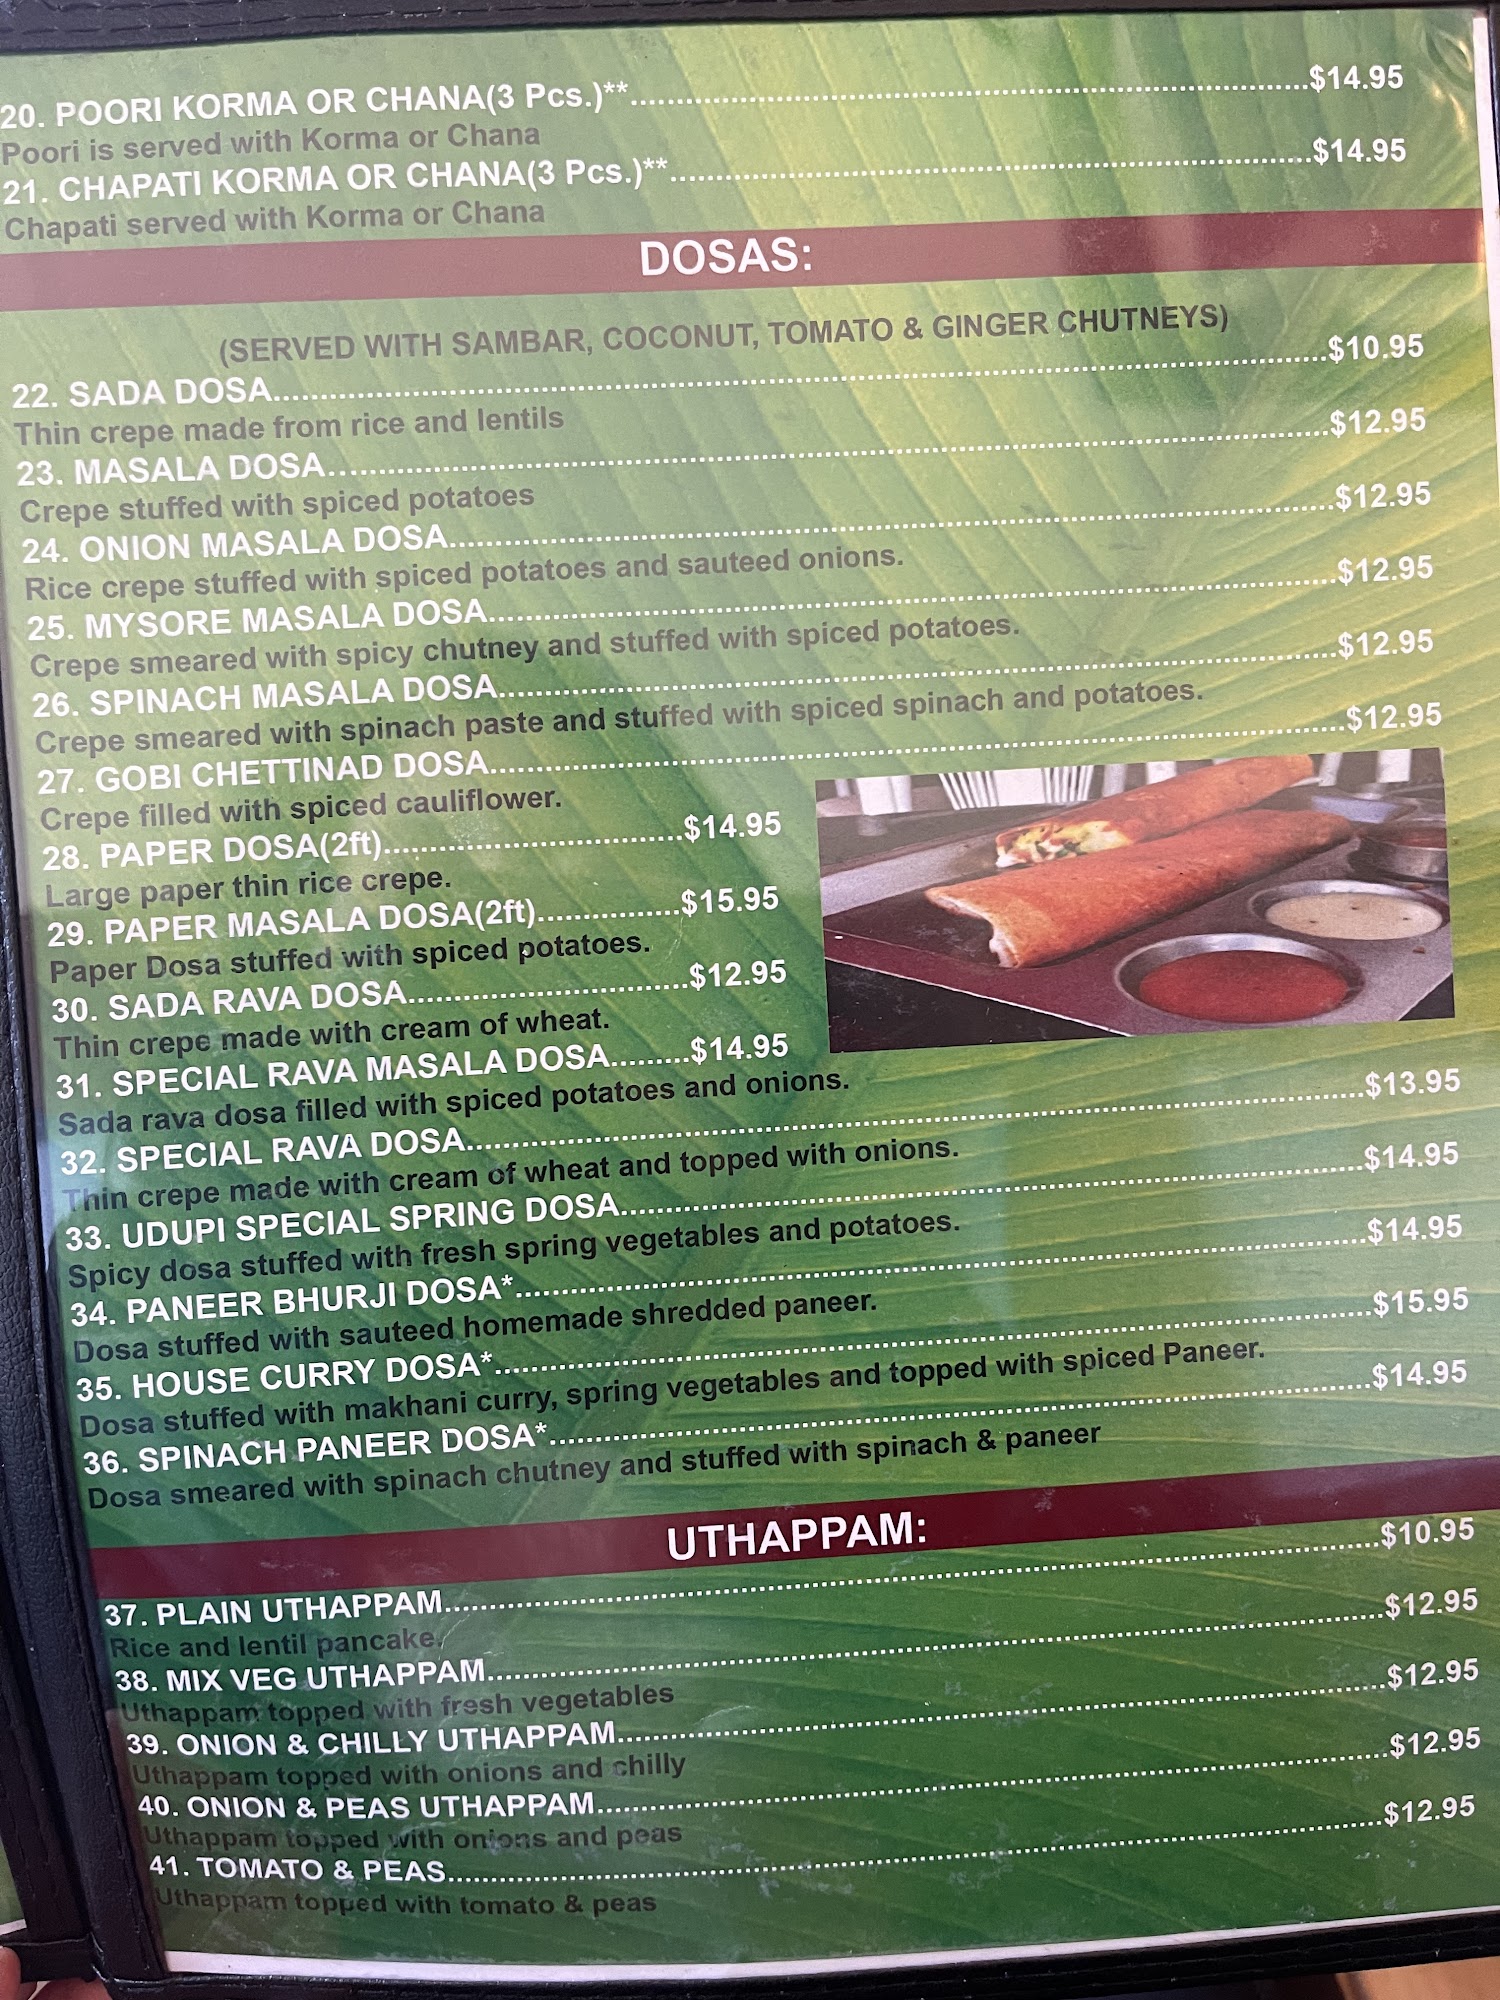 20. POORI KORMA OR CHANA(3 Pcs.)**..........$14.95
Poori is served with Korma or Chana
21. CHAPATI KORMA OR CHANA(3 Pcs.)**..........$14.95
Chapati served with Korma or Chana
DOSAS:
(SERVED WITH SAMBAR, COCONUT, TOMATO & GINGER CHUTNEYS)
22. SADA DOSA..........$10.95
Thin crepe made from rice and lentils
23. MASALA DOSA..........$12.95
Crepe stuffed with spiced potatoes
24. ONION MASALA DOSA..........$12.95
Rice crepe stuffed with spiced potatoes and sauteed onions.
25. MYSORE MASALA DOSA..........$12.95
Crepe smeared with spicy chutney and stuffed with spiced potatoes.
26. SPINACH MASALA DOSA..........$12.95
Crepe smeared with spinach paste and stuffed with spiced spinach and potatoes.
27. GOBI CHETTINAD DOSA..........$12.95
Crepe filled with spiced cauliflower.
28. PAPER DOSA(2ft)..........$14.95
Large paper thin rice crepe.
29. PAPER MASALA DOSA(2ft)..........$15.95
Paper Dosa stuffed with spiced potatoes.
30. SADA RAVA DOSA..........$12.95
Thin crepe made with cream of wheat.
31. SPECIAL RAVA MASALA DOSA.........$14.95
Sada rava dosa filled with spiced potatoes and onions.
32. SPECIAL RAVA DOSA..........$13.95
Thin crepe made with cream of wheat and topped with onions.
33. UDUPI SPECIAL SPRING DOSA..........$14.95
Spicy dosa stuffed with fresh spring vegetables and potatoes.
34. PANEER BHURJI DOSA*..........$14.95
Dosa stuffed with sauteed homemade shredded paneer.
35. HOUSE CURRY DOSA*..........$15.95
Dosa stuffed with makhani curry, spring vegetables and topped with spiced Paneer.
36. SPINACH PANEER DOSA*..........$14.95
Dosa smeared with spinach chutney and stuffed with spinach & paneer
UTHAPPAM:
37. PLAIN UTHAPPAM..........$10.95
Rice and lentil pancake.
38. MIX VEG UTHAPPAM..........$12.95
Uthappam topped with fresh vegetables
39. ONION & CHILLY UTHAPPAM..........$12.95
Uthappam topped with onions and chilly
40. ONION & PEAS UTHAPPAM..........$12.95
Uthappam topped with onions and peas
41. TOMATO & PEAS..........$12.95
Uthappam topped with tomato & peas